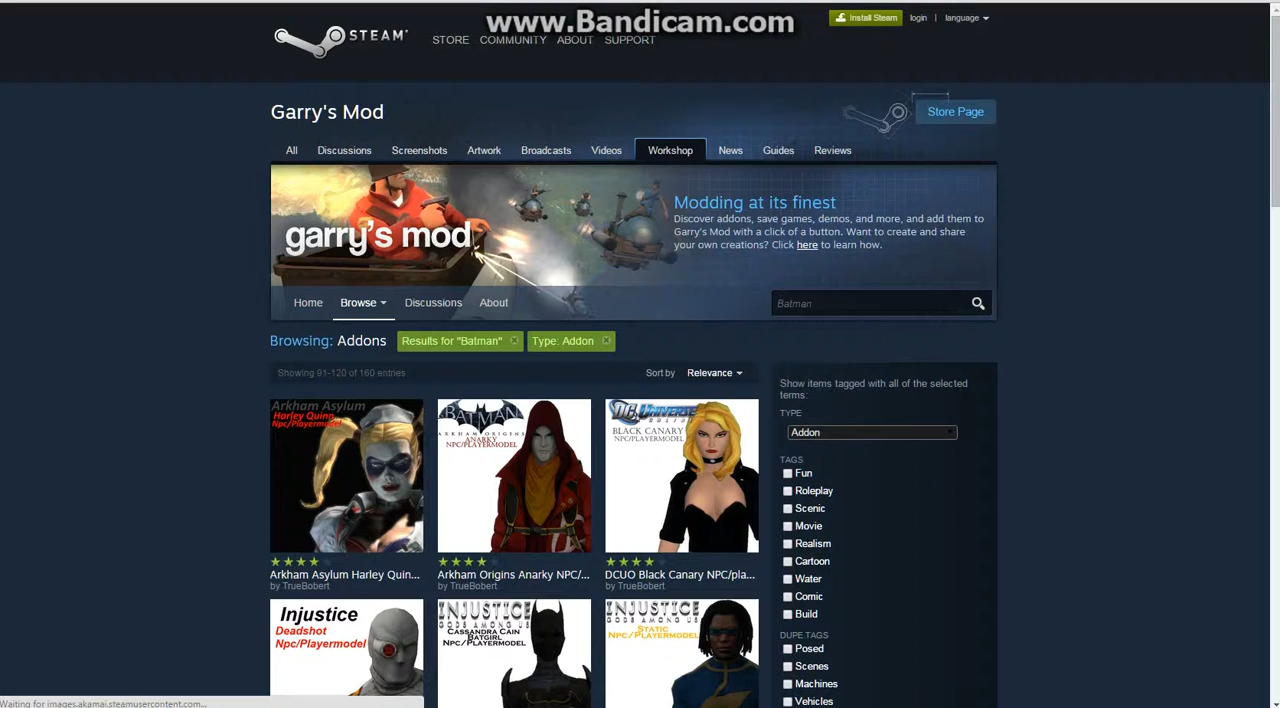 www.Bandicam.com
Install Steam login | language
STEAM
STORE COMMUNITY ABOUT SUPPORT
Garry's Mod
Store Page
All Discussions Screenshots Artwork Broadcasts Videos Workshop News Guides Reviews
garry's mod
Modding at its finest
Discover addons, save games, demos, and more, and add them to
Garry's Mod with a click of a button. Want to create and share
your own creations? Click here to learn how.
Home Browse Discussions About
Batman
Browsing: Addons Results for "Batman" Type: Addon
Showing 91-120 of 160 entries
Sort by Relevance
Arkham Asylum
Harley Quinn
Npc/Playermodel
BATMAN
ARKHAM ORIGINS
ANARKY
NPC/PLAYERMODEL
DC UNIVERSE
BLACK CANARY
NPC/PLAYERMODEL
Arkham Asylum Harley Quin...
by TrueBobert
Arkham Origins Anarky NPC/...
by TrueBobert
DCUO Black Canary NPC/pla...
by TrueBobert
Injustice
Deadshot
Npc/Playermodel
INJUSTICE
GODS AMONG US
CASSANDRA CAIN
BATGIRL
NPC/PLAYERMODEL
INJUSTICE
GODS AMONG US
STATIC
NPC/PLAYERMODEL
Show items tagged with all of the selected
terms:
TYPE
Addon
TAGS
Fun
Roleplay
Scenic
Movie
Realism
Cartoon
Water
Comic
Build
DUPE TAGS
Posed
Scenes
Machines
Vehicles
Waiting for images.akamai.steamusercontent.com...